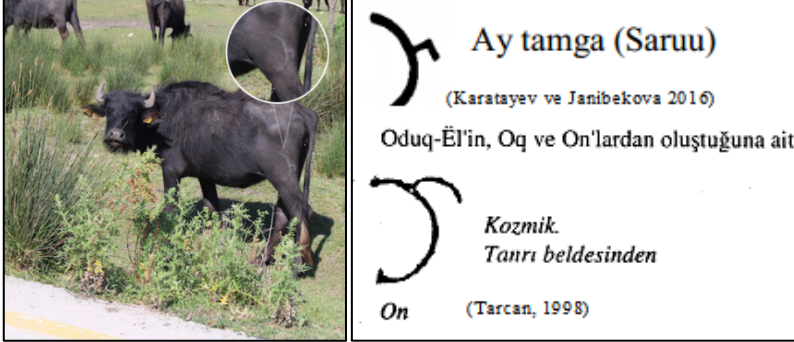 Ay tamga (Saruu)
(Karatayev ve Janibekova 2016)
Oduq-Ël'in, Oq ve On'lardan oluştuğuna ait
Kozmik.
Tanrı beldesinden
On (Tarcan, 1998)